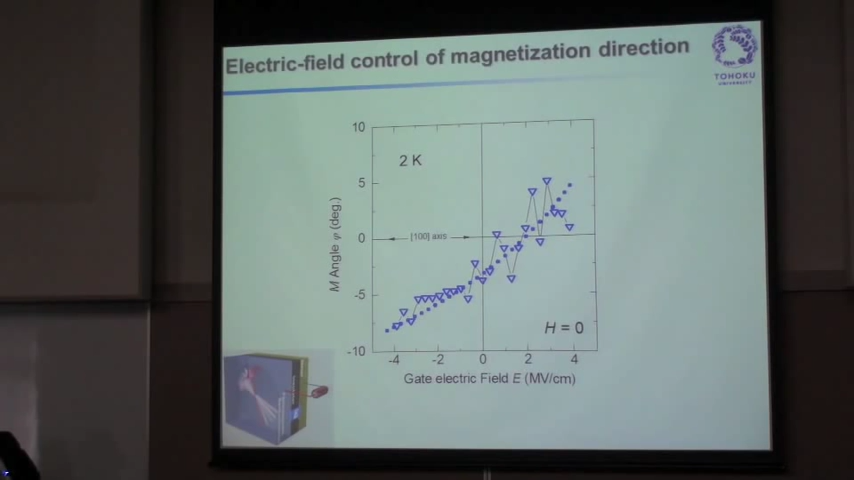 Electric-field control of magnetization direction
TOHOKU
UNIVERSITY
10
2 K
5
0
[100] axis
-5
-10
M Angle φ (deg.)
H = 0
-4 -2 0 2 4
Gate electric Field E (MV/cm)